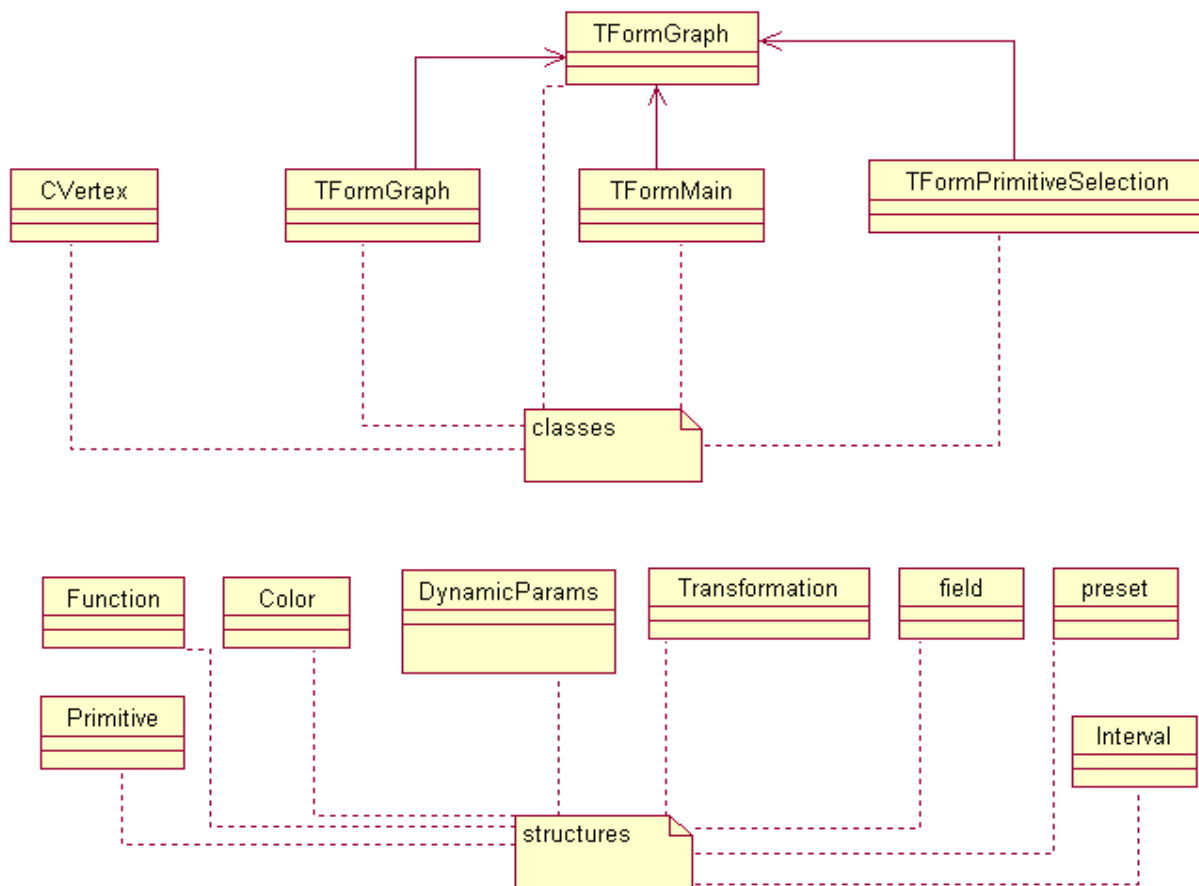 TFormGraph
CVertex
TFormGraph
TFormMain
TFormPrimitiveSelection
classes
Function
Color
DynamicParams
Transformation
field
preset
Primitive
Interval
structures